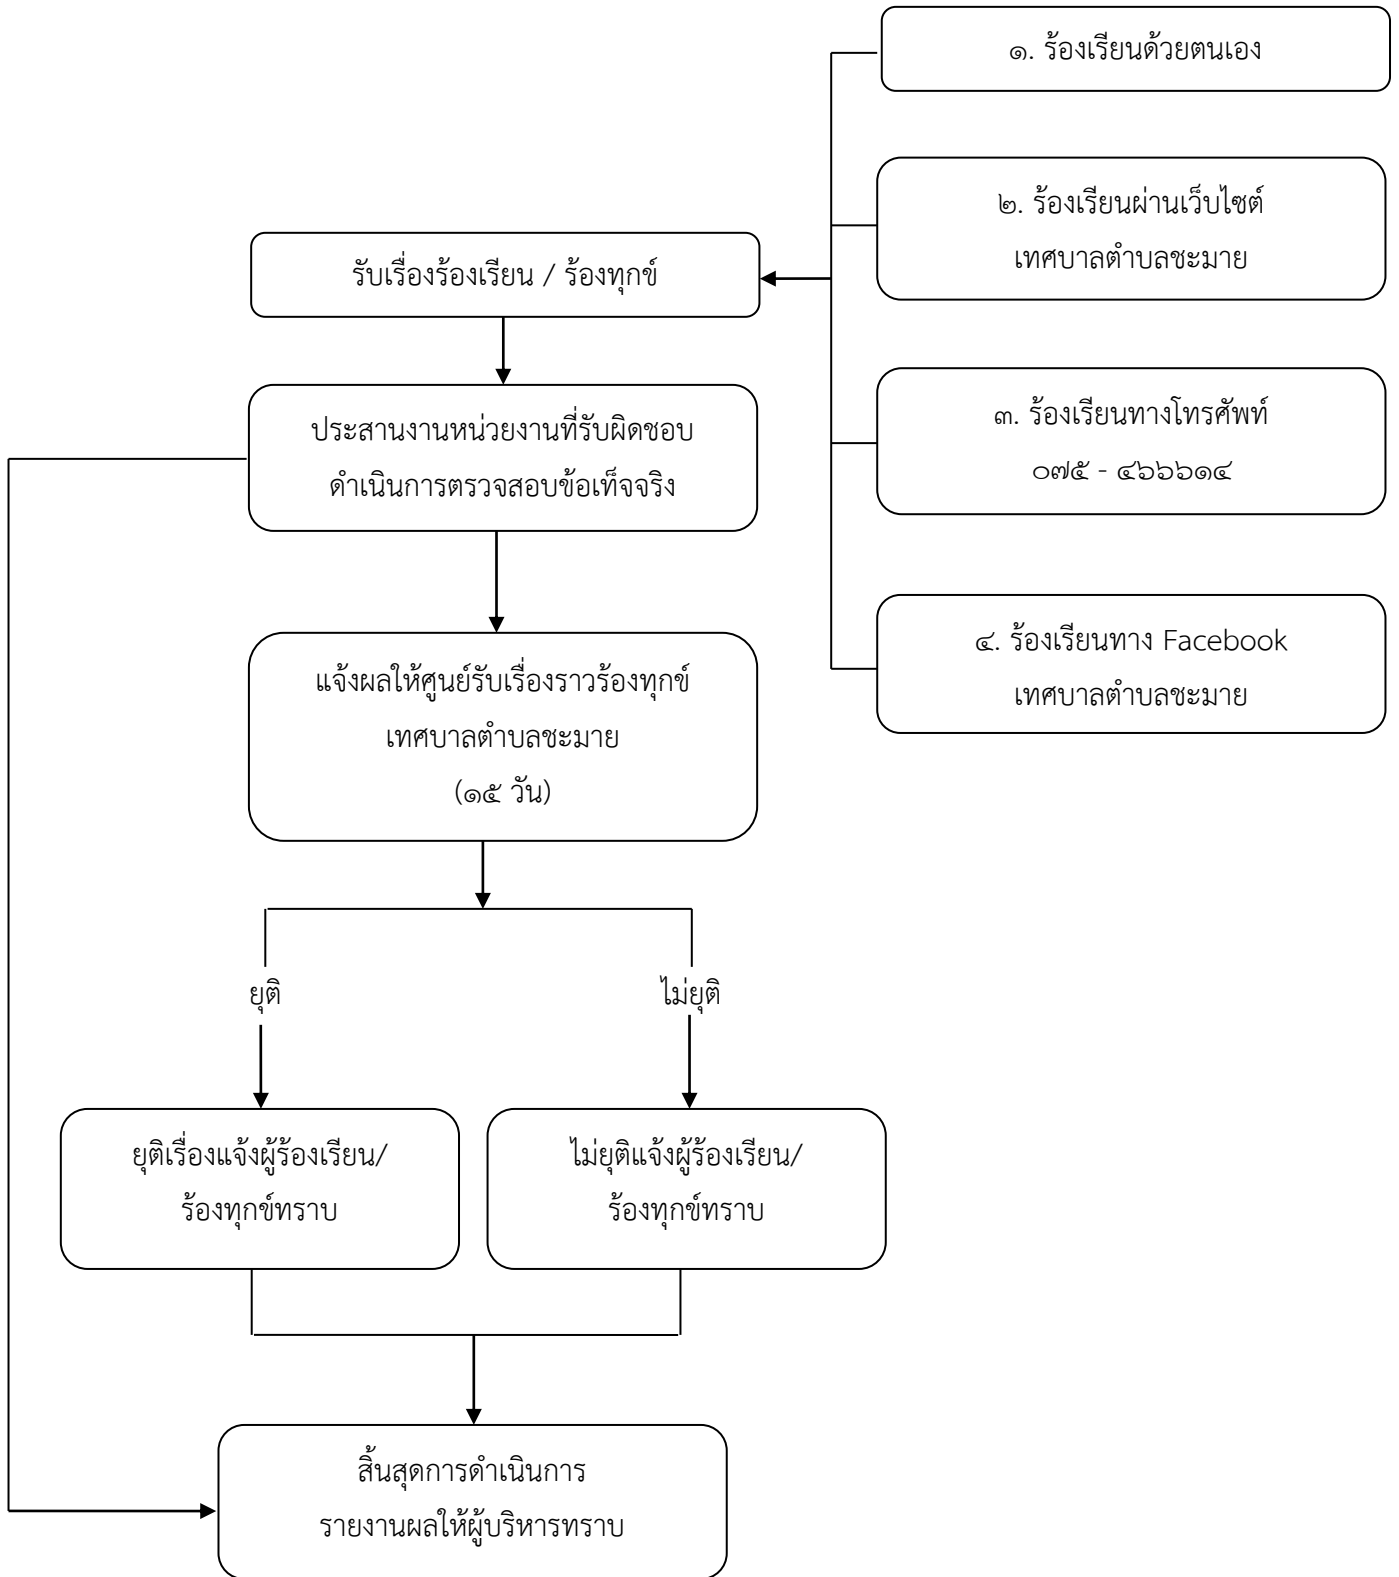 ๑. ร้องเรียนด้วยตนเอง
๒. ร้องเรียนผ่านเว็บไซต์
เทศบาลตำบลชะมาย
รับเรื่องร้องเรียน / ร้องทุกข์
๓. ร้องเรียนทางโทรศัพท์
๐๗๕ - ๔๖๖๖๑๔
ประสานงานหน่วยงานที่รับผิดชอบ
ดำเนินการตรวจสอบข้อเท็จจริง
๔. ร้องเรียนทาง Facebook
เทศบาลตำบลชะมาย
แจ้งผลให้ศูนย์รับเรื่องราวร้องทุกข์
เทศบาลตำบลชะมาย
(๑๕ วัน)
ยุติ
ไม่ยุติ
ยุติเรื่องแจ้งผู้ร้องเรียน/
ร้องทุกข์ทราบ
ไม่ยุติแจ้งผู้ร้องเรียน/
ร้องทุกข์ทราบ
สิ้นสุดการดำเนินการ
รายงานผลให้ผู้บริหารทราบ